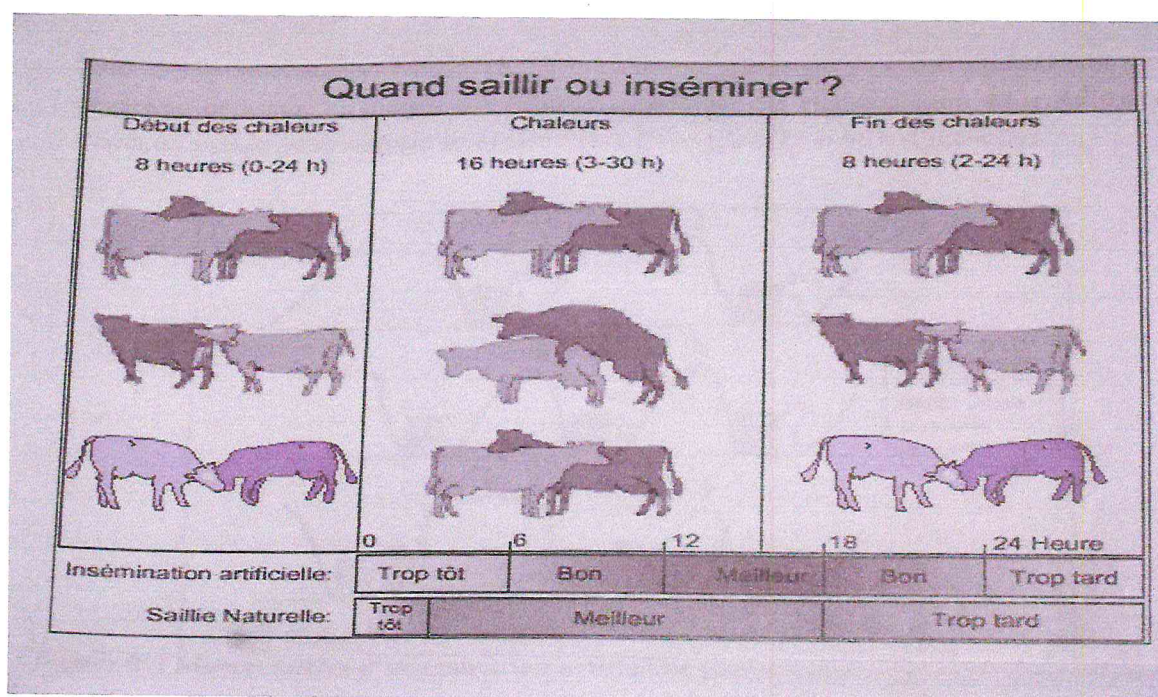 Quand saillir ou inséminer ?
Début des chaleurs
8 heures (0-24 h)
Chaleurs
16 heures (3-30 h)
Fin des chaleurs
8 heures (2-24 h)
0 6 12 18 24 Heure
Insémination artificielle: Trop tôt Bon Meilleur Bon Trop tard
Saillie Naturelle: Trop tôt Meilleur Trop tard